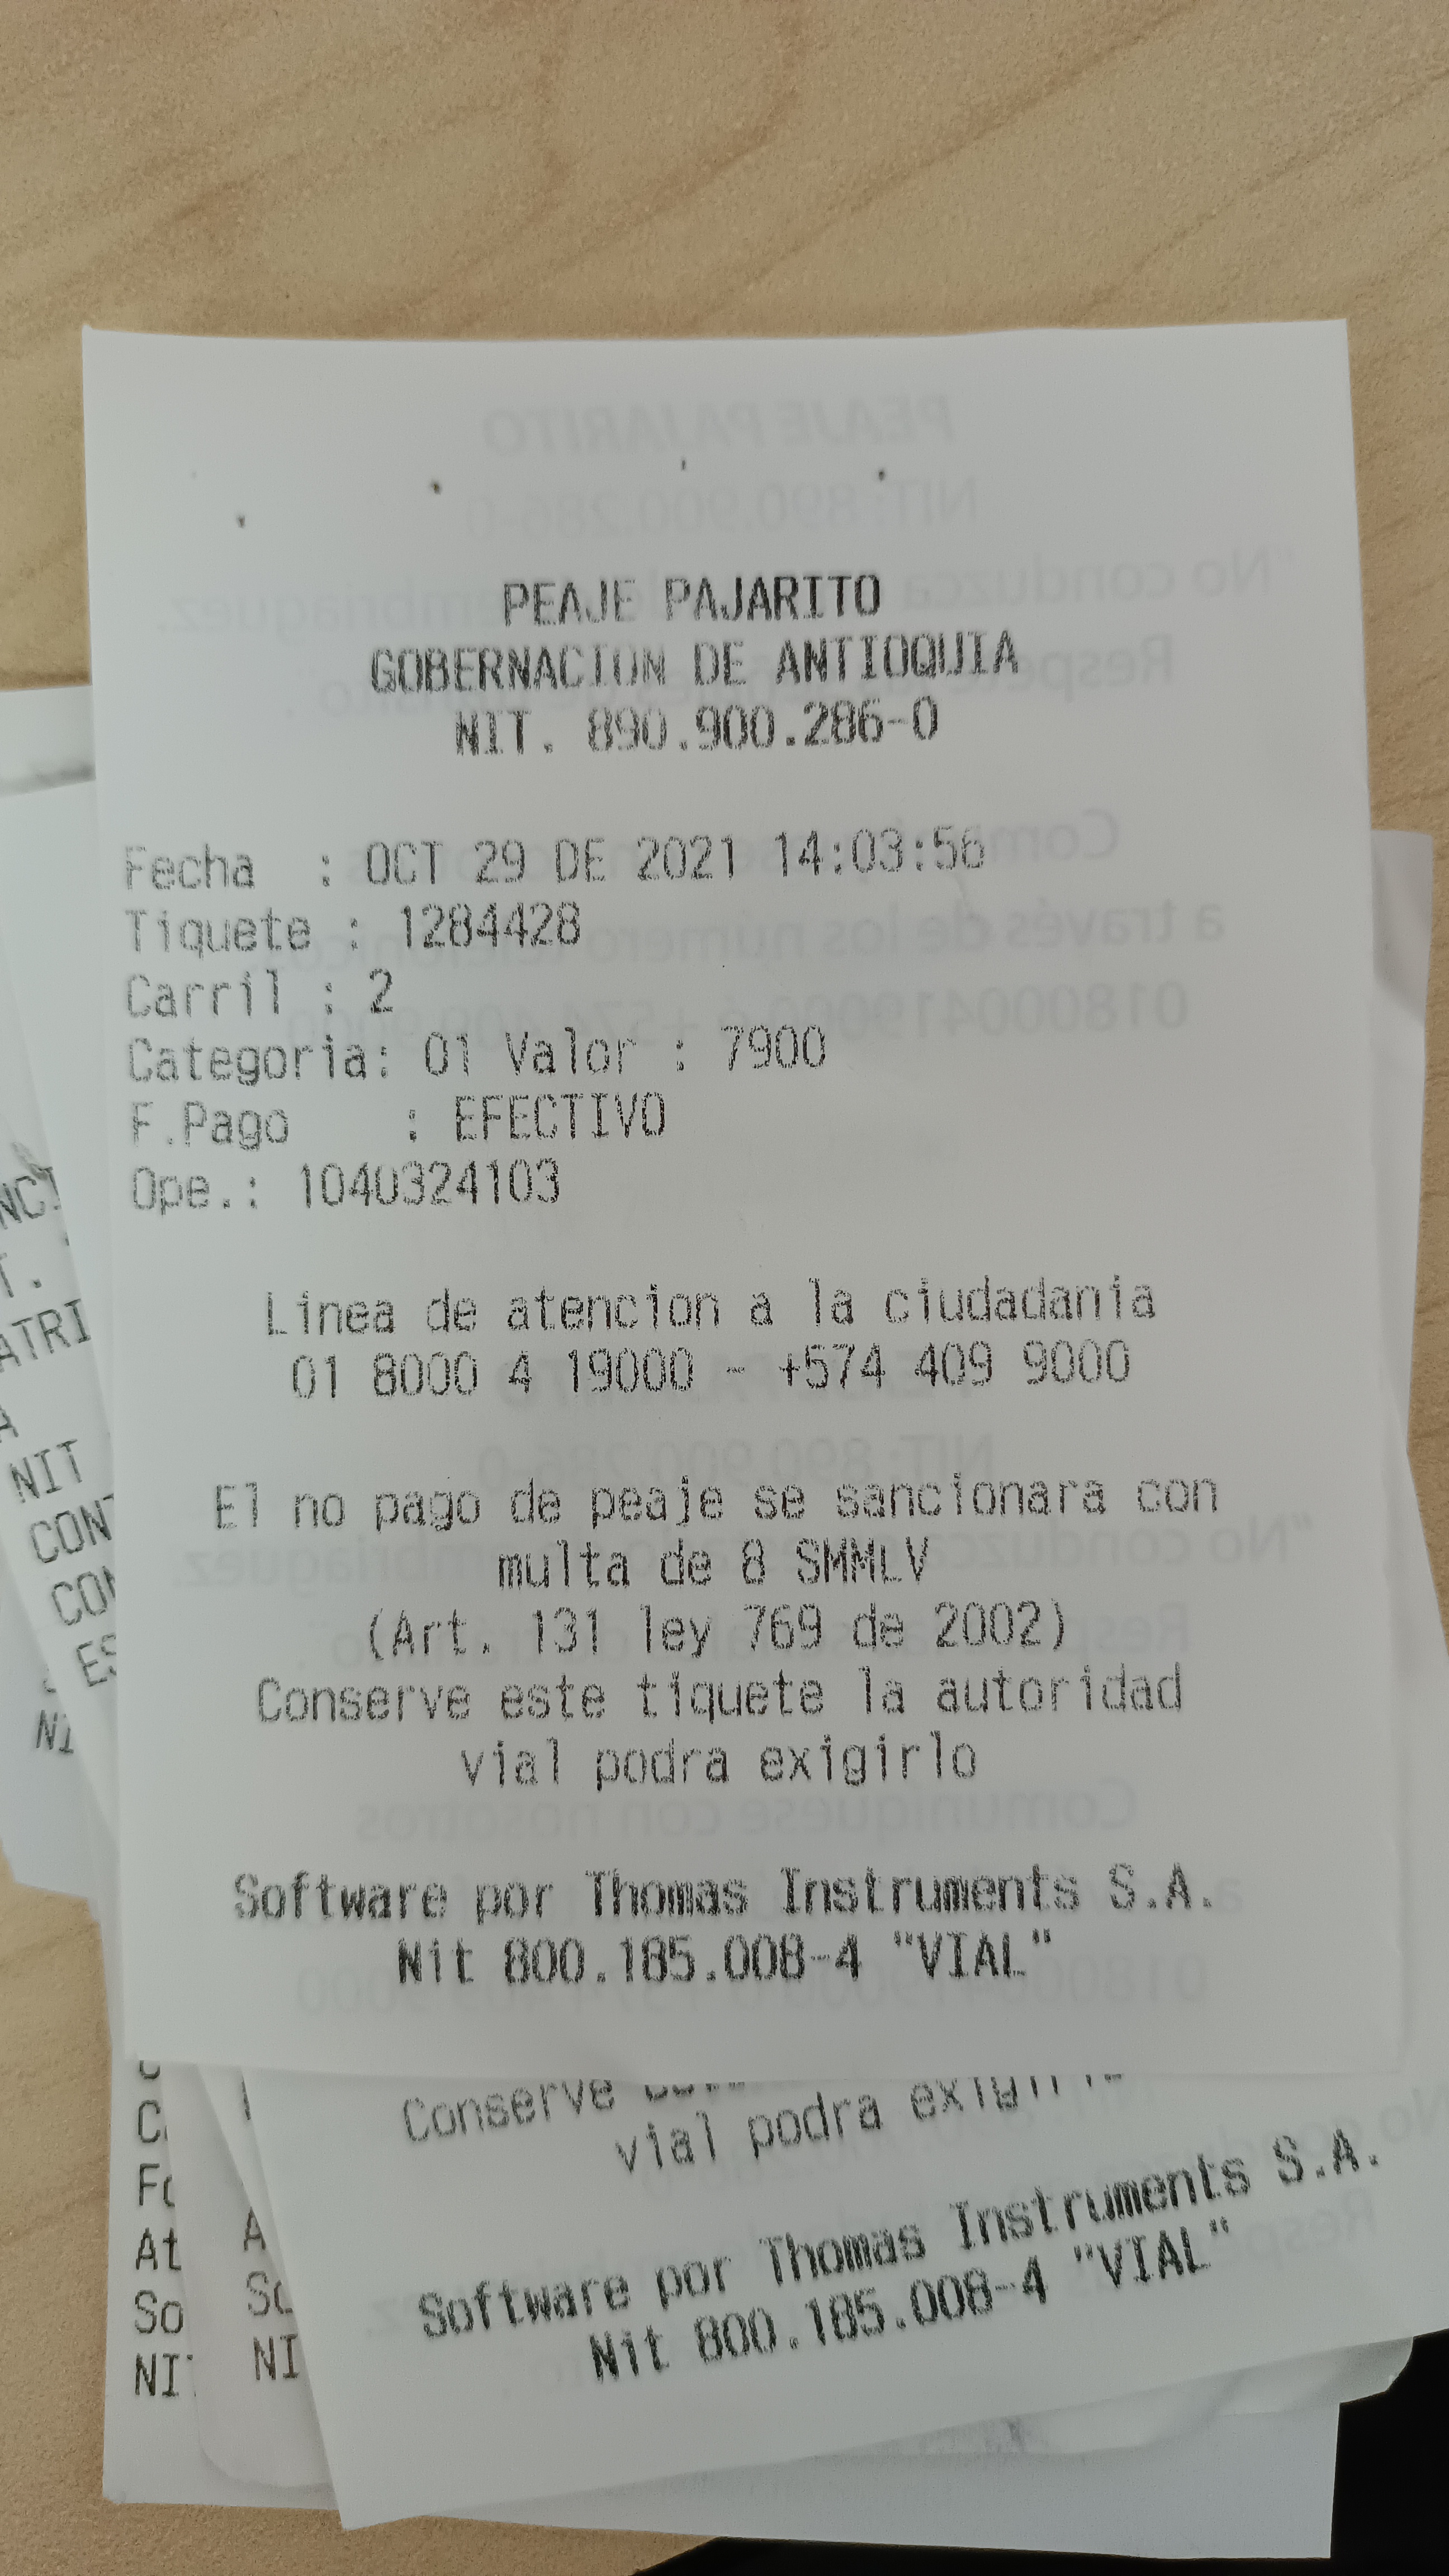 PEAJE PAJARITO
GOBERNACION DE ANTIOQUIA
NIT. 890.900.286-0
Fecha : OCT 29 DE 2021 14:03:56
Tiquete : 1284428
Carril : 2
Categoria: 01 Valor : 7900
F.Pago : EFECTIVO
Ope.: 1040324103
Linea de atencion a la ciudadania
01 8000 4 19000 - +574 409 9000
El no pago de peaje se sancionara con
multa de 8 SMMLV
(Art. 131 ley 769 de 2002)
Conserve este tiquete la autoridad
vial podra exigirlo
Software por Thomas Instruments S.A.
Nit 800.185.008-4 "VIAL"
Conserve
vial podra
Software por Thomas Instruments S.A.
Nit 800.185.008-4 "VIAL"
NIT